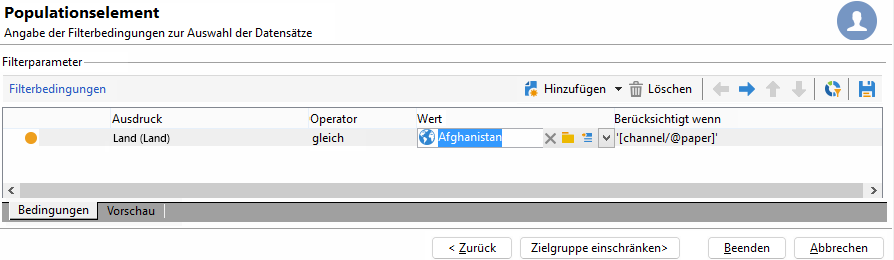 Populationselement
Angabe der Filterbedingungen zur Auswahl der Datensätze
Filterparameter
Filterbedingungen Hinzufügen Löschen
Ausdruck Operator Wert Berücksichtigt wenn
Land (Land) gleich Afghanistan '[channel/@paper]'
Bedingungen Vorschau
< Zurück Zielgruppe einschränken> Beenden Abbrechen